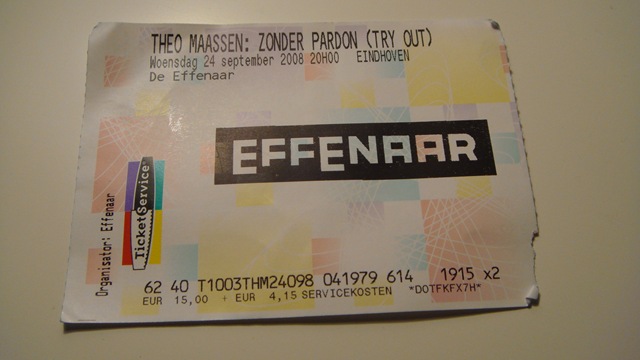 THEO MAASSEN: ZONDER PARDON (TRY OUT)
Woensdag 24 september 2008 20H00 EINDHOVEN
De Effenaar
EFFENAAR
Organisator: Effenaar
TicketService
62 40 T1003THM24098 041979 614 1915 x2
EUR 15,00 + EUR 4,15 SERVICEKOSTEN *DOTFKFX7H*